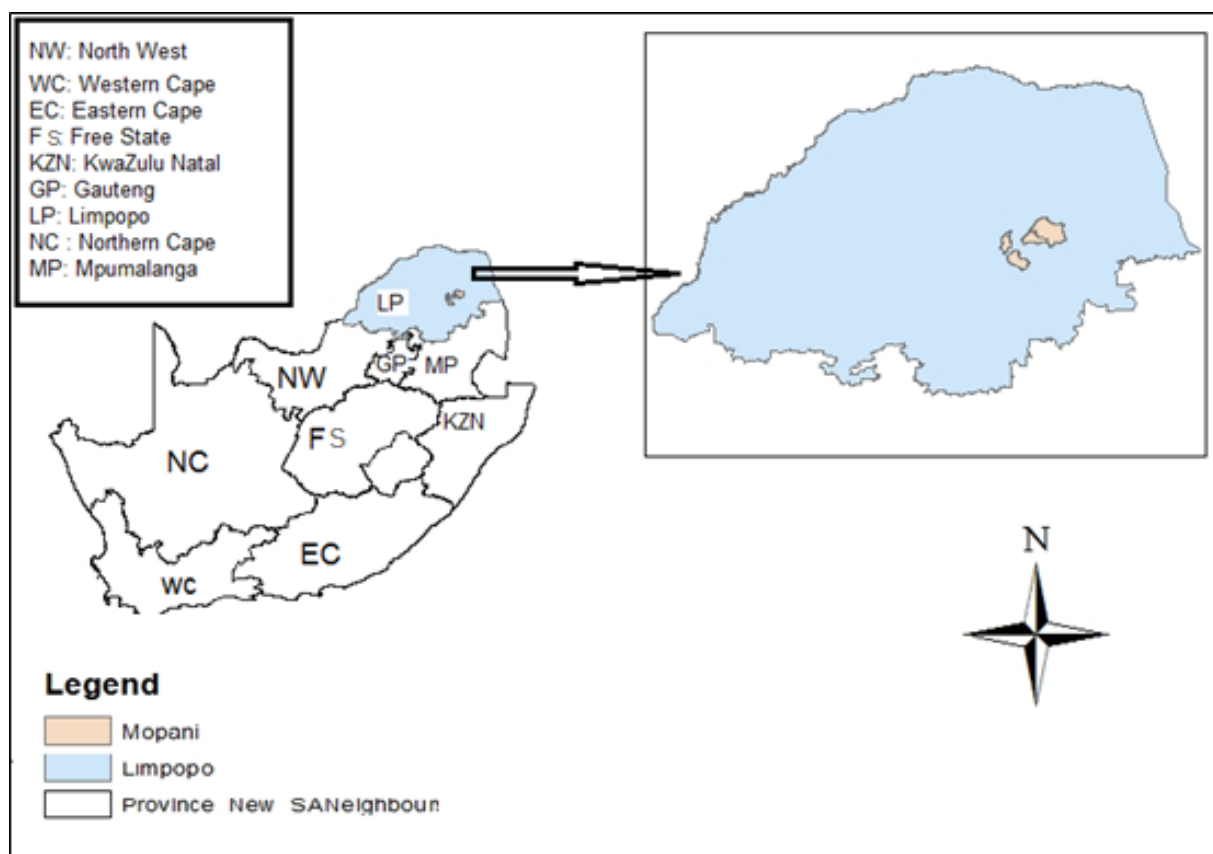 NW: North West
WC: Western Cape
EC: Eastern Cape
F S: Free State
KZN: KwaZulu Natal
GP: Gauteng
LP: Limpopo
NC : Northern Cape
MP: Mpumalanga
LP
NW
GP
MP
FS
KZN
NC
EC
WC
N
Legend
Mopani
Limpopo
Province New SANeighboun